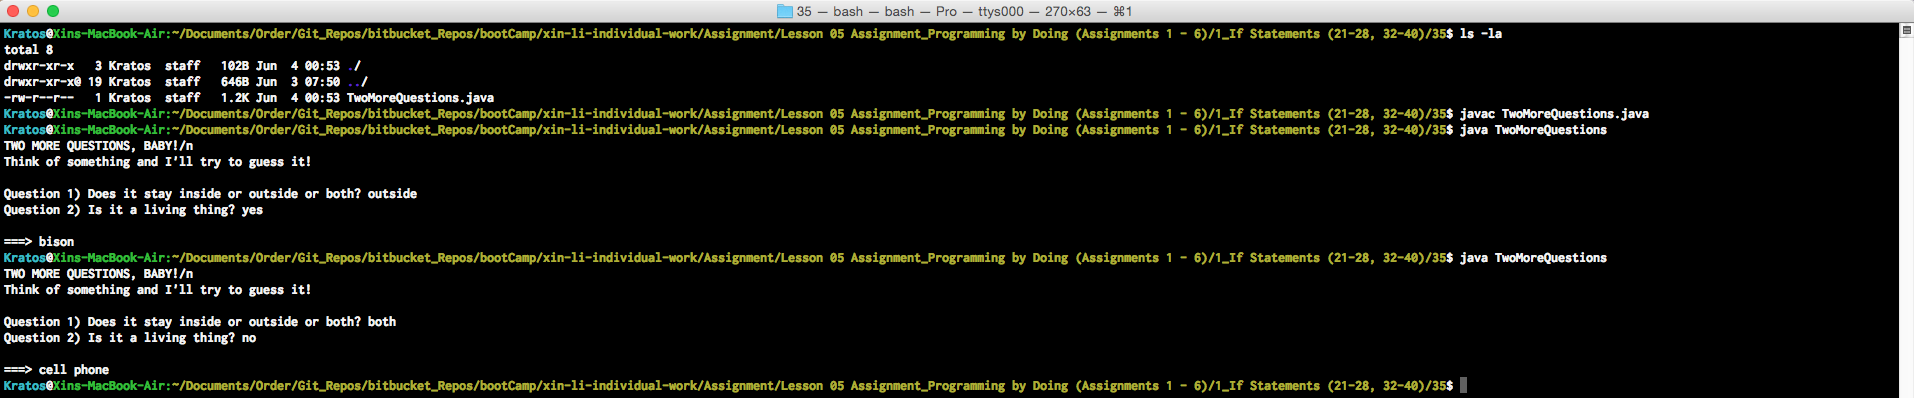 35 — bash — bash — Pro — ttys000 — 270×63 — ⌘1
Kratos@Xins-MacBook-Air:~/Documents/Order/Git_Repos/bitbucket_Repos/bootCamp/xin-li-individual-work/Assignment/Lesson 05 Assignment_Programming by Doing (Assignments 1 - 6)/1_If Statements (21-28, 32-40)/35$ ls -la
total 8
drwxr-xr-x   3 Kratos  staff   102B Jun  4 00:53 ./
drwxr-xr-x@ 19 Kratos  staff   646B Jun  3 07:50 ../
-rw-r--r--   1 Kratos  staff   1.2K Jun  4 00:53 TwoMoreQuestions.java
Kratos@Xins-MacBook-Air:~/Documents/Order/Git_Repos/bitbucket_Repos/bootCamp/xin-li-individual-work/Assignment/Lesson 05 Assignment_Programming by Doing (Assignments 1 - 6)/1_If Statements (21-28, 32-40)/35$ javac TwoMoreQuestions.java
Kratos@Xins-MacBook-Air:~/Documents/Order/Git_Repos/bitbucket_Repos/bootCamp/xin-li-individual-work/Assignment/Lesson 05 Assignment_Programming by Doing (Assignments 1 - 6)/1_If Statements (21-28, 32-40)/35$ java TwoMoreQuestions
TWO MORE QUESTIONS, BABY!/n
Think of something and I'll try to guess it!
Question 1) Does it stay inside or outside or both? outside
Question 2) Is it a living thing? yes
===> bison
Kratos@Xins-MacBook-Air:~/Documents/Order/Git_Repos/bitbucket_Repos/bootCamp/xin-li-individual-work/Assignment/Lesson 05 Assignment_Programming by Doing (Assignments 1 - 6)/1_If Statements (21-28, 32-40)/35$ java TwoMoreQuestions
TWO MORE QUESTIONS, BABY!/n
Think of something and I'll try to guess it!
Question 1) Does it stay inside or outside or both? both
Question 2) Is it a living thing? no
===> cell phone
Kratos@Xins-MacBook-Air:~/Documents/Order/Git_Repos/bitbucket_Repos/bootCamp/xin-li-individual-work/Assignment/Lesson 05 Assignment_Programming by Doing (Assignments 1 - 6)/1_If Statements (21-28, 32-40)/35$